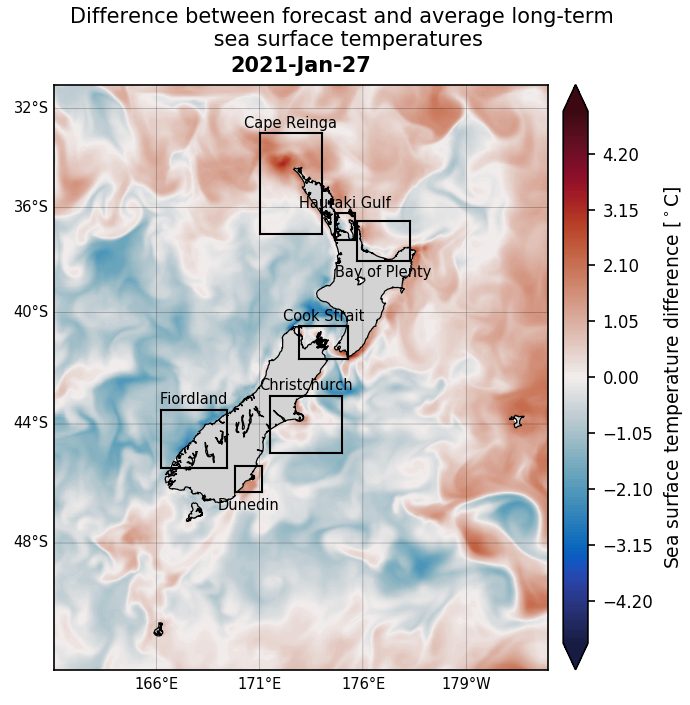 Difference between forecast and average long-term
sea surface temperatures
2021-Jan-27
32°S
36°S
40°S
44°S
48°S
Cape Reinga
Hauraki Gulf
Bay of Plenty
Cook Strait
Christchurch
Fiordland
Dunedin
166°E
171°E
176°E
179°W
4.20
3.15
2.10
1.05
0.00
−1.05
−2.10
−3.15
−4.20
Sea surface temperature difference [°C]